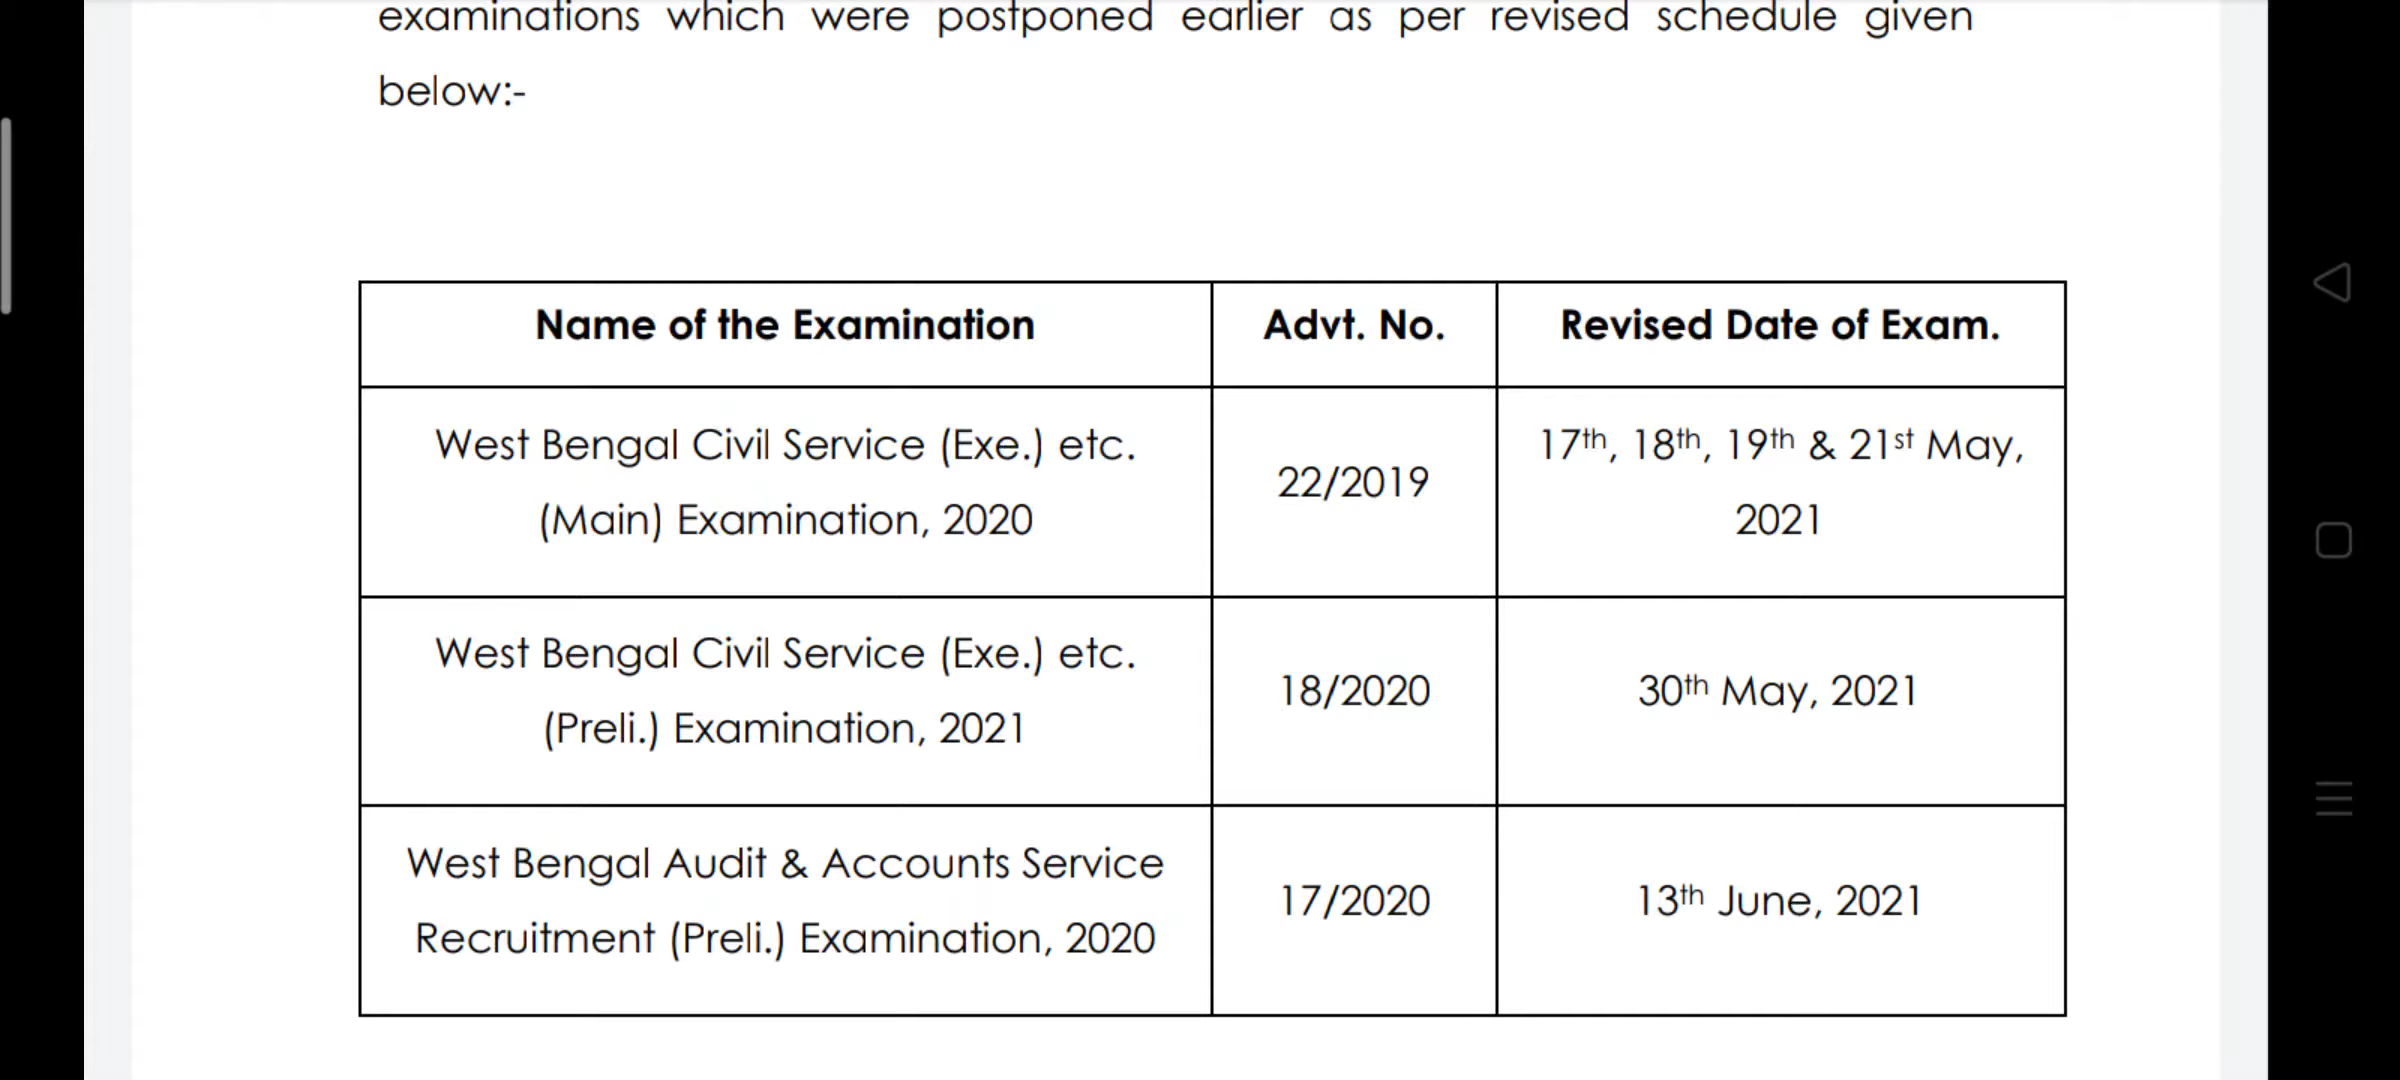 examinations which were postponed earlier as per revised schedule given
below:-
Name of the Examination
Advt. No.
Revised Date of Exam.
West Bengal Civil Service (Exe.) etc.
(Main) Examination, 2020
22/2019
17th, 18th, 19th & 21st May,
2021
West Bengal Civil Service (Exe.) etc.
(Preli.) Examination, 2021
18/2020
30th May, 2021
West Bengal Audit & Accounts Service
Recruitment (Preli.) Examination, 2020
17/2020
13th June, 2021